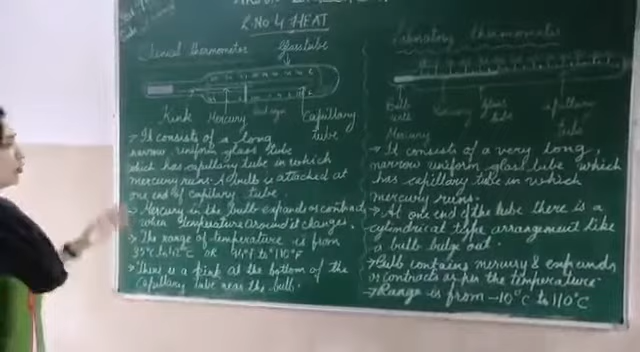 L.No 4 HEAT
Clinical thermometer
Glass tube
Kink Mercury Capillary
tube
→ It consists of a long
narrow uniform glass tube
which has capillary tube in which
mercury runs. A bulb is attached at
one end of capillary tube
→ Mercury in the bulb expands or contracts
when temperature around it changes.
→ The range of temperature is from
35°C to 42°C OR 94°F to 110°F
→ There is a kink at the bottom of the
capillary tube near the bulb.
Laboratory thermometer
Bulb
with
Mercury
Mercury
Glass
tube
Capillary
tube
→ It consists of a very long,
narrow uniform glass tube which
has capillary tube in which
mercury runs.
→ At one end of the tube there is a
cylindrical type arrangement like
a bulb bulge out.
→ Bulb contains mercury & expands
or contracts as per the temperature.
→ Range is from -10°C to 110°C